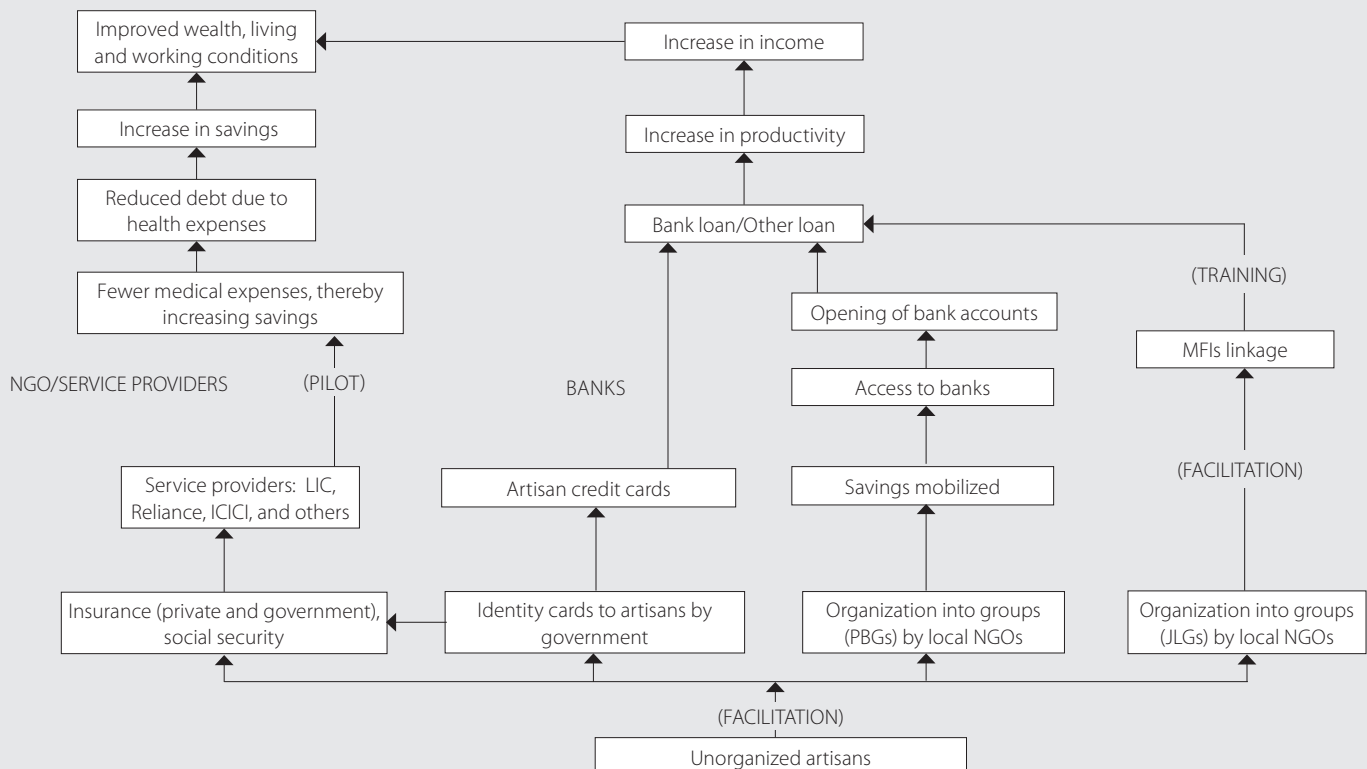 Improved wealth, living
and working conditions
Increase in income
Increase in savings
Increase in productivity
Reduced debt due to
health expenses
Bank loan/Other loan
(TRAINING)
Fewer medical expenses, thereby
increasing savings
Opening of bank accounts
MFIs linkage
NGO/SERVICE PROVIDERS
(PILOT)
BANKS
Access to banks
(FACILITATION)
Service providers: LIC,
Reliance, ICICI, and others
Artisan credit cards
Savings mobilized
Insurance (private and government),
social security
Identity cards to artisans by
government
Organization into groups
(PBGs) by local NGOs
Organization into groups
(JLGs) by local NGOs
(FACILITATION)
Unorganized artisans